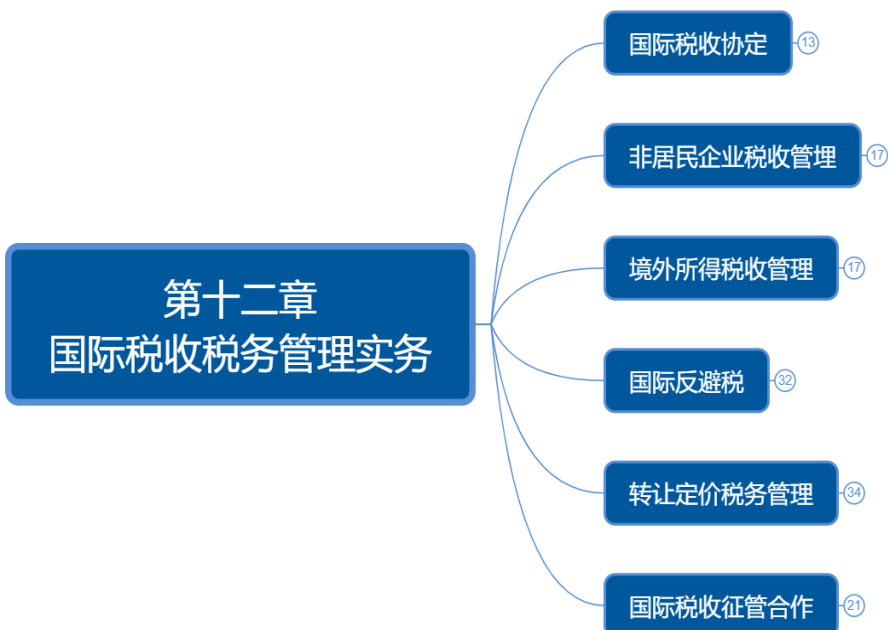 国际税收协定
13
非居民企业税收管理
17
第十二章
国际税收税务管理实务
境外所得税收管理
17
国际反避税
32
转让定价税务管理
34
国际税收征管合作
21